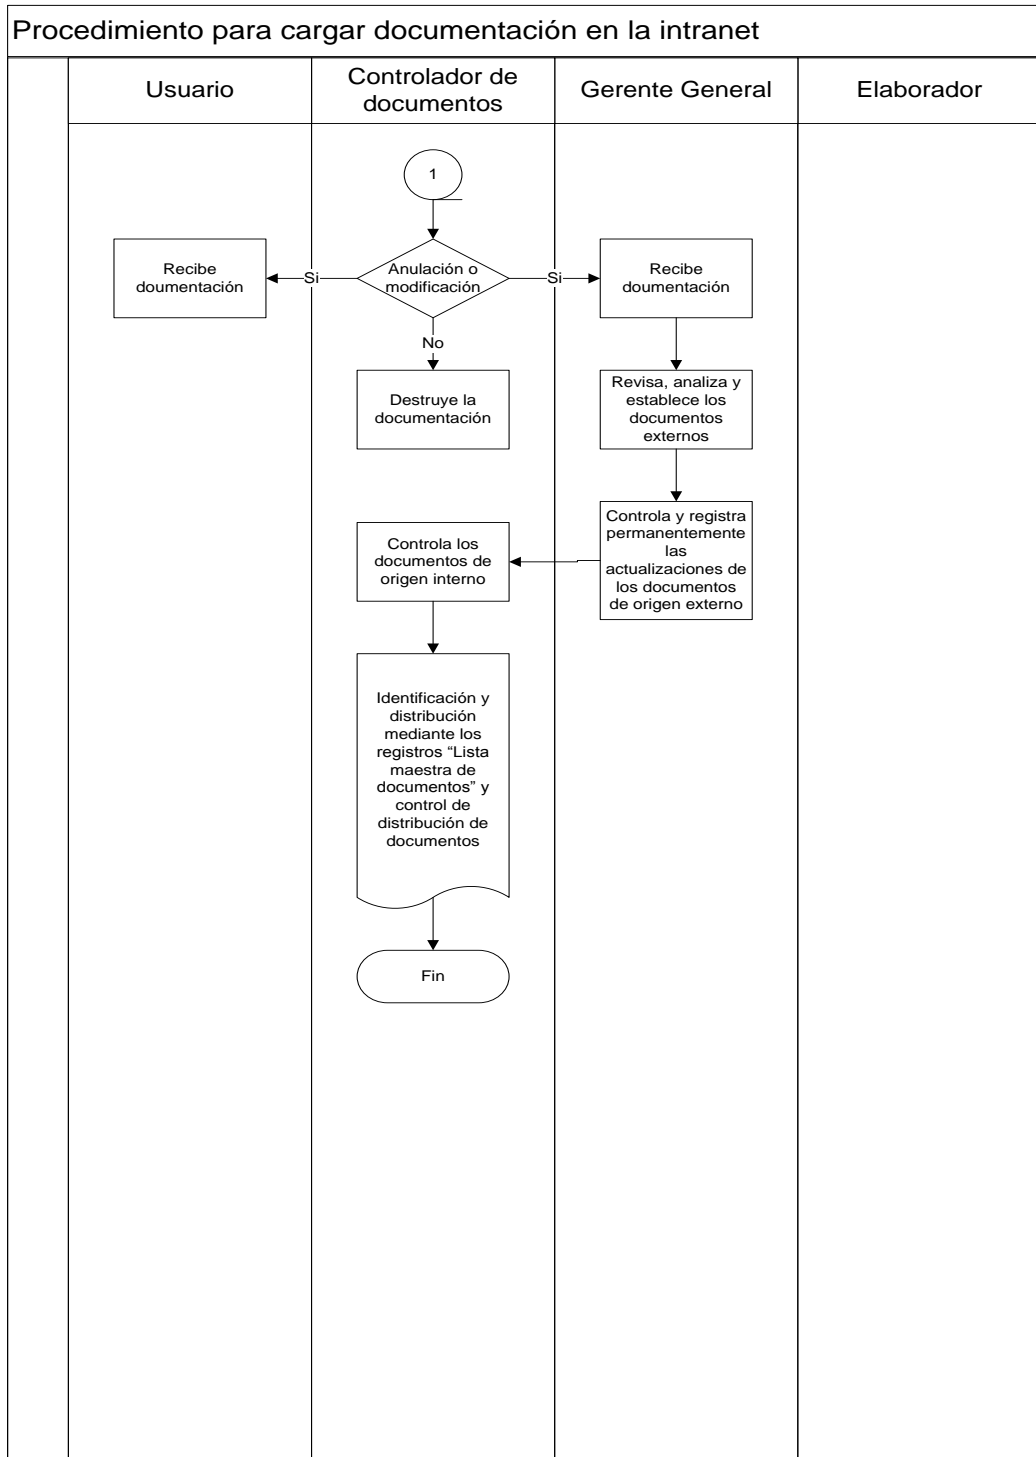 Procedimiento para cargar documentación en la intranet
Usuario
Controlador de
documentos
Gerente General
Elaborador
1
Recibe
doumentación
Si
Anulación o
modificación
Si
Recibe
doumentación
No
Destruye la
documentación
Revisa, analiza y
establece los
documentos
externos
Controla los
documentos de
origen interno
Controla y registra
permanentemente
las
actualizaciones de
los documentos
de origen externo
Identificación y
distribución
mediante los
registros “Lista
maestra de
documentos” y
control de
distribución de
documentos
Fin